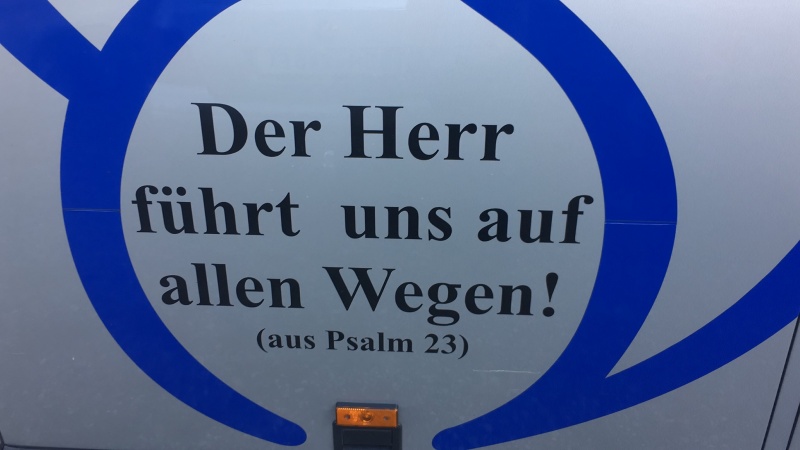 Der Herr
führt uns auf
allen Wegen!
(aus Psalm 23)